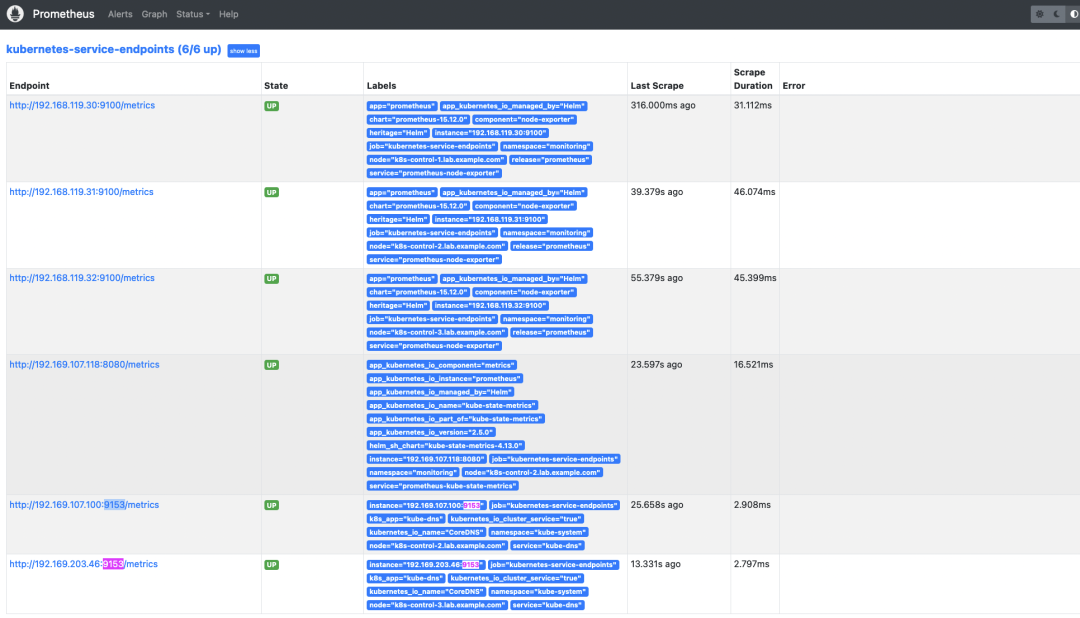 Prometheus Alerts Graph Status Help
kubernetes-service-endpoints (6/6 up) show less
Endpoint State Labels Last Scrape Scrape Duration Error
http://192.168.119.30:9100/metrics UP app="prometheus" app_kubernetes_io_managed_by="Helm" 316.000ms ago 31.112ms
chart="prometheus-15.12.0" component="node-exporter"
heritage="Helm" instance="192.168.119.30:9100"
job="kubernetes-service-endpoints" namespace="monitoring"
node="k8s-control-1.lab.example.com" release="prometheus"
service="prometheus-node-exporter"
http://192.168.119.31:9100/metrics UP app="prometheus" app_kubernetes_io_managed_by="Helm" 39.379s ago 46.074ms
chart="prometheus-15.12.0" component="node-exporter"
heritage="Helm" instance="192.168.119.31:9100"
job="kubernetes-service-endpoints" namespace="monitoring"
node="k8s-control-2.lab.example.com" release="prometheus"
service="prometheus-node-exporter"
http://192.168.119.32:9100/metrics UP app="prometheus" app_kubernetes_io_managed_by="Helm" 55.379s ago 45.399ms
chart="prometheus-15.12.0" component="node-exporter"
heritage="Helm" instance="192.168.119.32:9100"
job="kubernetes-service-endpoints" namespace="monitoring"
node="k8s-control-3.lab.example.com" release="prometheus"
service="prometheus-node-exporter"
http://192.169.107.118:8080/metrics UP app_kubernetes_io_component="metrics" 23.597s ago 16.521ms
app_kubernetes_io_instance="prometheus"
app_kubernetes_io_managed_by="Helm"
app_kubernetes_io_name="kube-state-metrics"
app_kubernetes_io_part_of="kube-state-metrics"
app_kubernetes_io_version="2.5.0"
helm_sh_chart="kube-state-metrics-4.13.0"
instance="192.169.107.118:8080" job="kubernetes-service-endpoints"
namespace="monitoring" node="k8s-control-2.lab.example.com"
service="prometheus-kube-state-metrics"
http://192.169.107.100:9153/metrics UP instance="192.169.107.100:9153" job="kubernetes-service-endpoints" 25.658s ago 2.908ms
k8s_app="kube-dns" kubernetes_io_cluster_service="true"
kubernetes_io_name="CoreDNS" namespace="kube-system"
node="k8s-control-2.lab.example.com" service="kube-dns"
http://192.169.203.46:9153/metrics UP instance="192.169.203.46:9153" job="kubernetes-service-endpoints" 13.331s ago 2.797ms
k8s_app="kube-dns" kubernetes_io_cluster_service="true"
kubernetes_io_name="CoreDNS" namespace="kube-system"
node="k8s-control-3.lab.example.com" service="kube-dns"